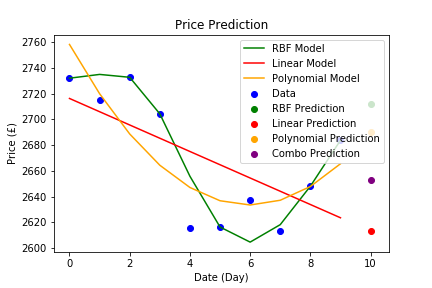 Price Prediction
2760
2740
2720
2700
2680
2660
2640
2620
2600
Price (£)
RBF Model
Linear Model
Polynomial Model
Data
RBF Prediction
Linear Prediction
Polynomial Prediction
Combo Prediction
0 2 4 6 8 10
Date (Day)